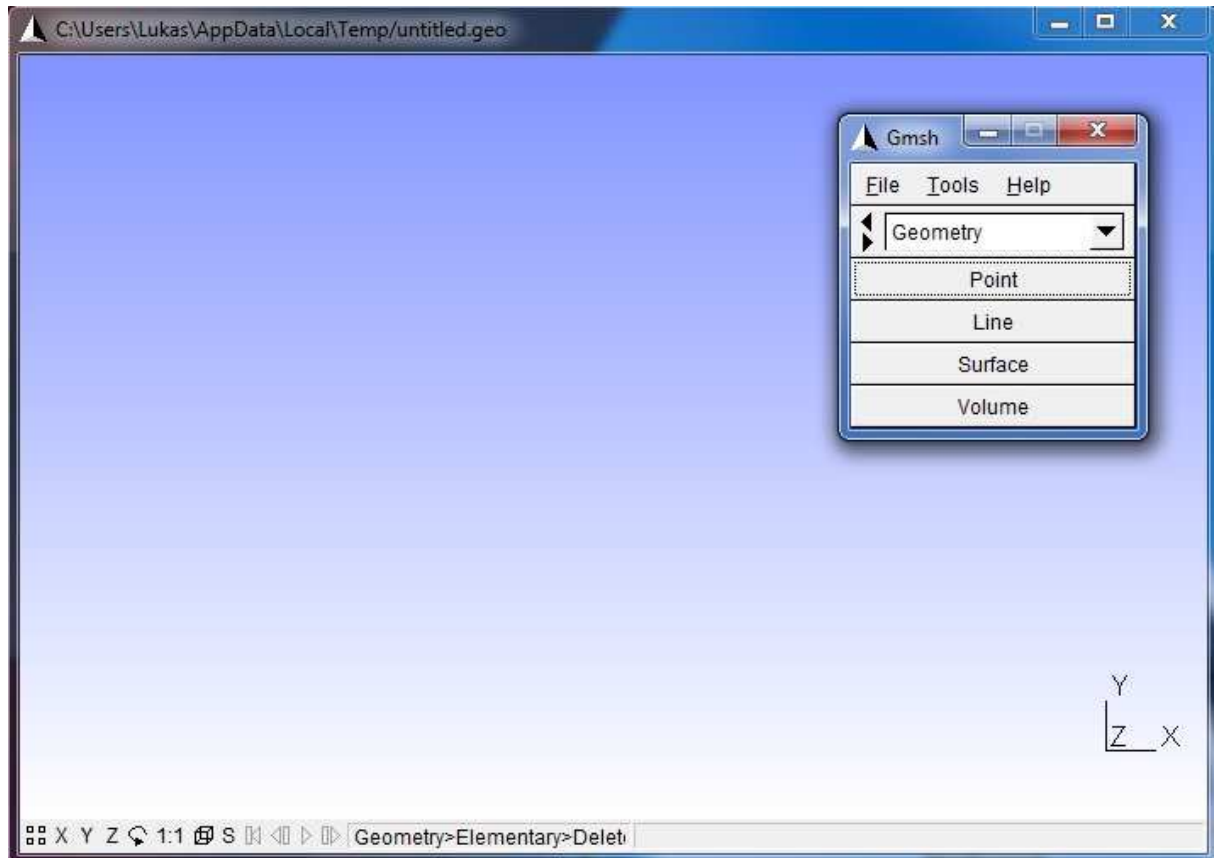 C:\Users\Lukas\AppData\Local\Temp/untitled.geo
Gmsh
File Tools Help
Geometry
Point
Line
Surface
Volume
Y
Z X
X Y Z 1:1 S Geometry>Elementary>Delet